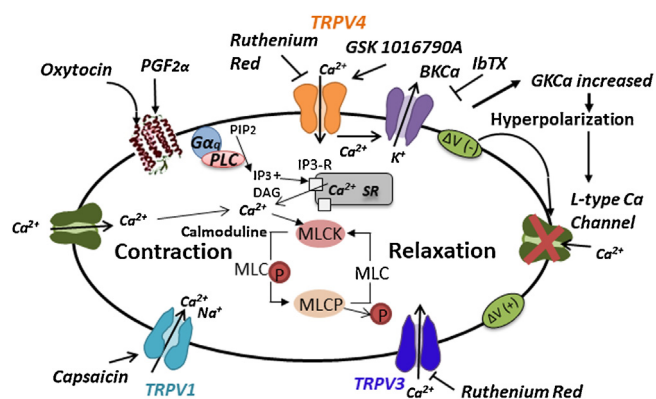 TRPV4
Ruthenium
Red
GSK 1016790A
Ca²⁺
BKCa
IbTX
Oxytocin
PGF2α
GKCa increased
Hyperpolarization
PIP2
Gαq
PLC
Ca²⁺
K⁺
ΔV (-)
IP3+
IP3-R
DAG
Ca²⁺ SR
L-type Ca
Channel
Ca²⁺
Ca²⁺
Ca²⁺
Ca²⁺
Calmoduline
MLCK
Contraction
Relaxation
MLC
P
MLC
MLCP
P
ΔV (+)
Ca²⁺
Na⁺
Capsaicin
TRPV1
TRPV3
Ca²⁺
Ruthenium Red